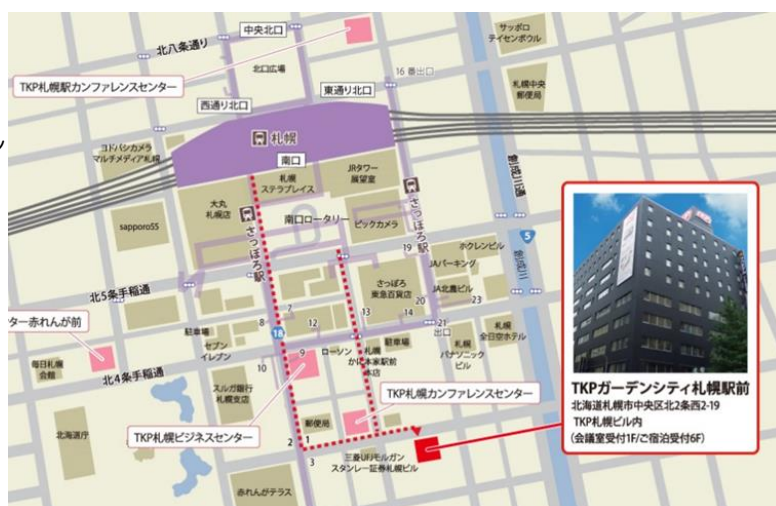 北八条通り
中央北口
北口広場
サッポロ
テイセンボウル
16番出口
札幌中央
郵便局
TKP札幌駅カンファレンスセンター
西通り北口
東通り北口
ヨドバシカメラ
マルチメディア札幌
札幌
南口
札幌
ステラプレイス
JRタワー
展望室
大丸
札幌店
sapporo55
さっぽろ駅
南口ロータリー
ビックカメラ
さっぽろ駅
創成川通
5
創成川
19
ホクレンビル
JAパーキング
JA北農ビル
さっぽろ
東急百貨店
20
23
北5条手稲通
7
8
12
13
14
21
出口
18
ター赤れんが前
駐車場
セブン
イレブン
9
10
ローソン
札幌
かに本家駅前
本店
駐車場
札幌
パナソニック
ビル
札幌
全日空ホテル
毎日札幌
会館
北4条手稲通
スルガ銀行
札幌支店
TKP札幌カンファレンスセンター
郵便局
TKP札幌ビジネスセンター
北海道庁
2
1
3
三菱UFJモルガン
スタンレー証券札幌ビル
赤れんがテラス
TKPガーデンシティ札幌駅前
北海道札幌市中央区北2条西2-19
TKP札幌ビル内
(会議室受付1F/ご宿泊受付6F)